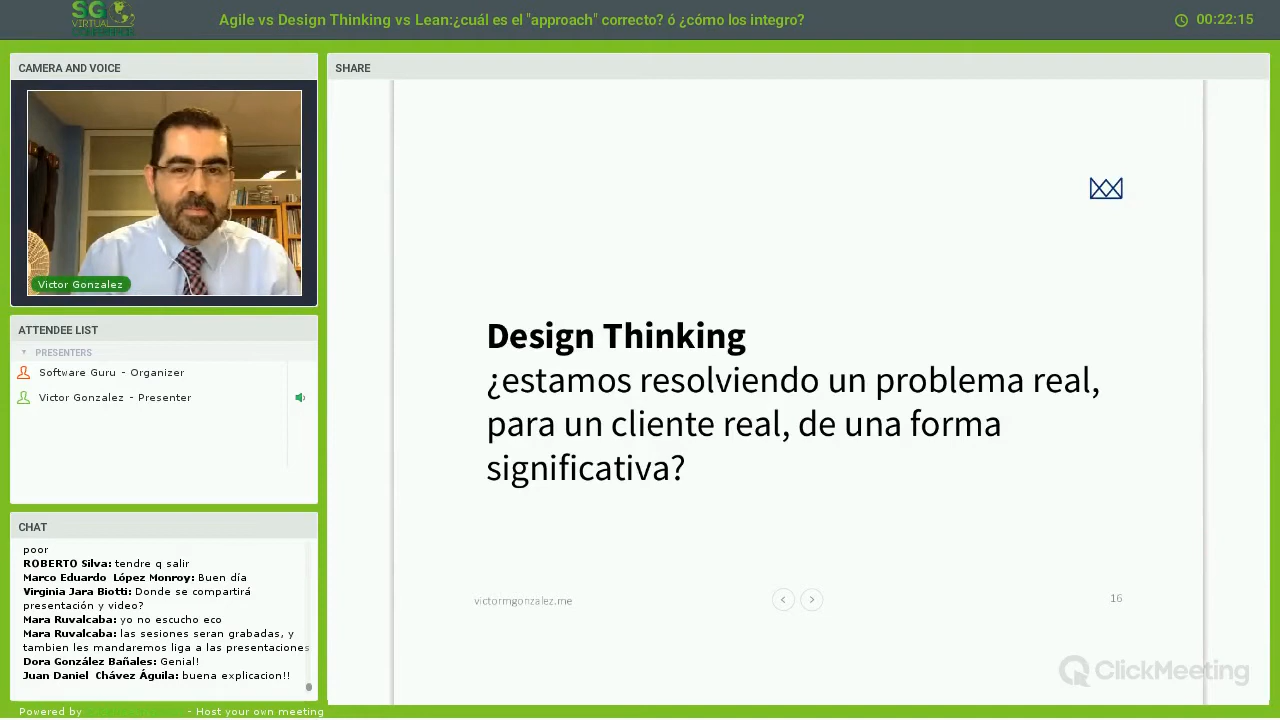 SG
VIRTUAL
CONFERENCE
Agile vs Design Thinking vs Lean:¿cuál es el "approach" correcto? ó ¿cómo los integro?
00:22:15
CAMERA AND VOICE
Victor Gonzalez
ATTENDEE LIST
PRESENTERS
Software Guru - Organizer
Victor Gonzalez - Presenter
CHAT
poor
ROBERTO Silva: tendre q salir
Marco Eduardo López Monroy: Buen día
Virginia Jara Biotti: Donde se compartirá
presentación y video?
Mara Ruvalcaba: yo no escucho eco
Mara Ruvalcaba: las sesiones seran grabadas, y
tambien les mandaremos liga a las presentaciones
Dora González Bañales: Genial!
Juan Daniel Chávez Águila: buena explicacion!!
Powered by - Host your own meeting
SHARE
Design Thinking
¿estamos resolviendo un problema real,
para un cliente real, de una forma
significativa?
victormgonzalez.me
16
ClickMeeting